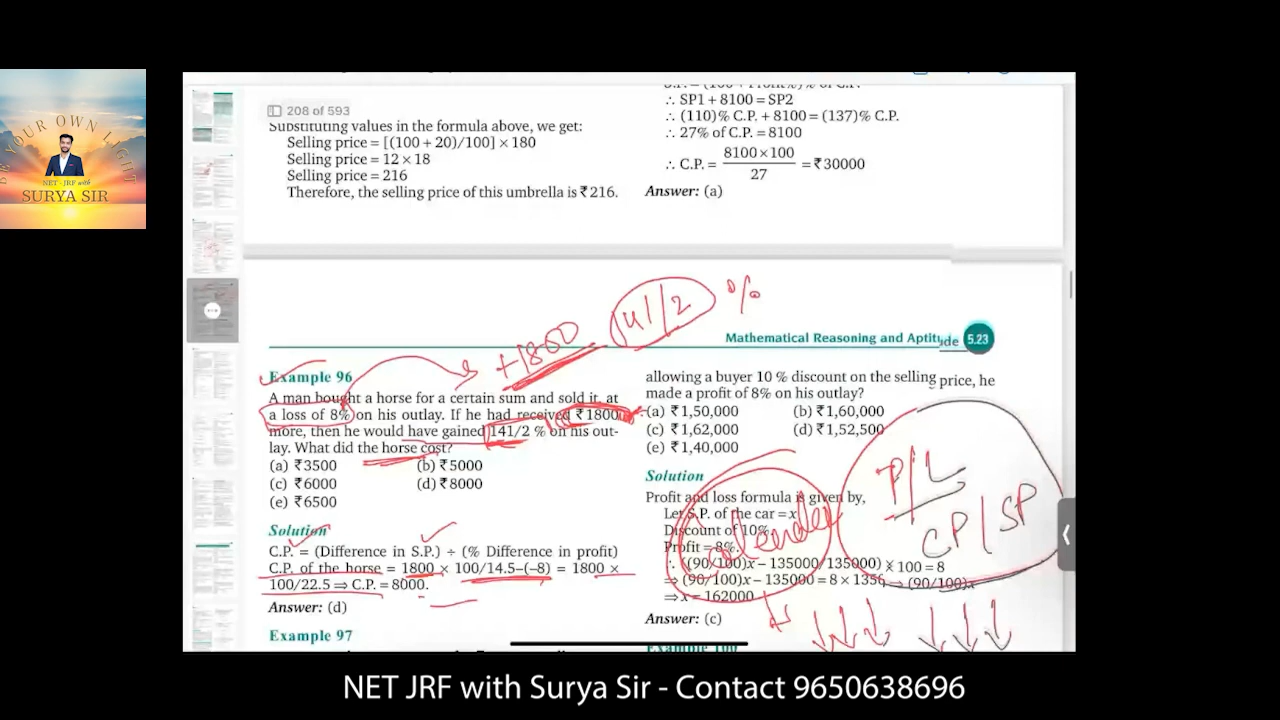 YOUR OWN I
NET - JRF with
SURYA SIR
208 of 593
Substituting values in the formula above, we get:
Selling price = [(100 + 20)/100] × 180
Selling price = 12 × 18
Selling price = 216
Therefore, the selling price of this umbrella is ₹216.
∴ SP1 + 8100 = SP2
∴ (110)% C.P. + 8100 = (137)% C.P.
∴ 27% of C.P. = 8100
∴ C.P. = 8100 × 100 / 27 = ₹30000
Answer: (a)
+1800
141/2 %
Mathematical Reasoning and Aptitude 5.23
Example 96
A man bought a horse for a certain sum and sold it at
a loss of 8% on his outlay. If he had received ₹1800
more, then he would have gained 141/2 % on his out-
lay. What did the horse cost?
(a) ₹3500 (b) ₹5000
(c) ₹6000 (d) ₹800
(e) ₹6500
Solution
C.P. = (Difference in S.P.) ÷ (% difference in profit)
C.P. of the horse = 1800 × 100/14.5–(–8) = 1800 ×
100/22.5 ⇒ C.P. = 8000.
Answer: (d)
Example 97
llowing a buyer 10 % discount on the selling price, he
made a profit of 8% on his outlay?
(a) ₹1,50,000 (b) ₹1,60,000
(c) ₹1,62,000 (d) ₹1,52,500
(e) ₹1,40,000
Solution
Profit and loss formula is given by,
Let S.P. of the car = x
Discount of 10%.
Profit = 8%.
∴ (90/100)x – 135000/135000) × 100 = 8
⇒ (90/100)x – 135000 = 8 × 1350 ⇒ (90/100)x
⇒ x = 162000
Answer: (c)
Example 100
P/L
CP/SP
Calender
NET JRF with Surya Sir - Contact 9650638696